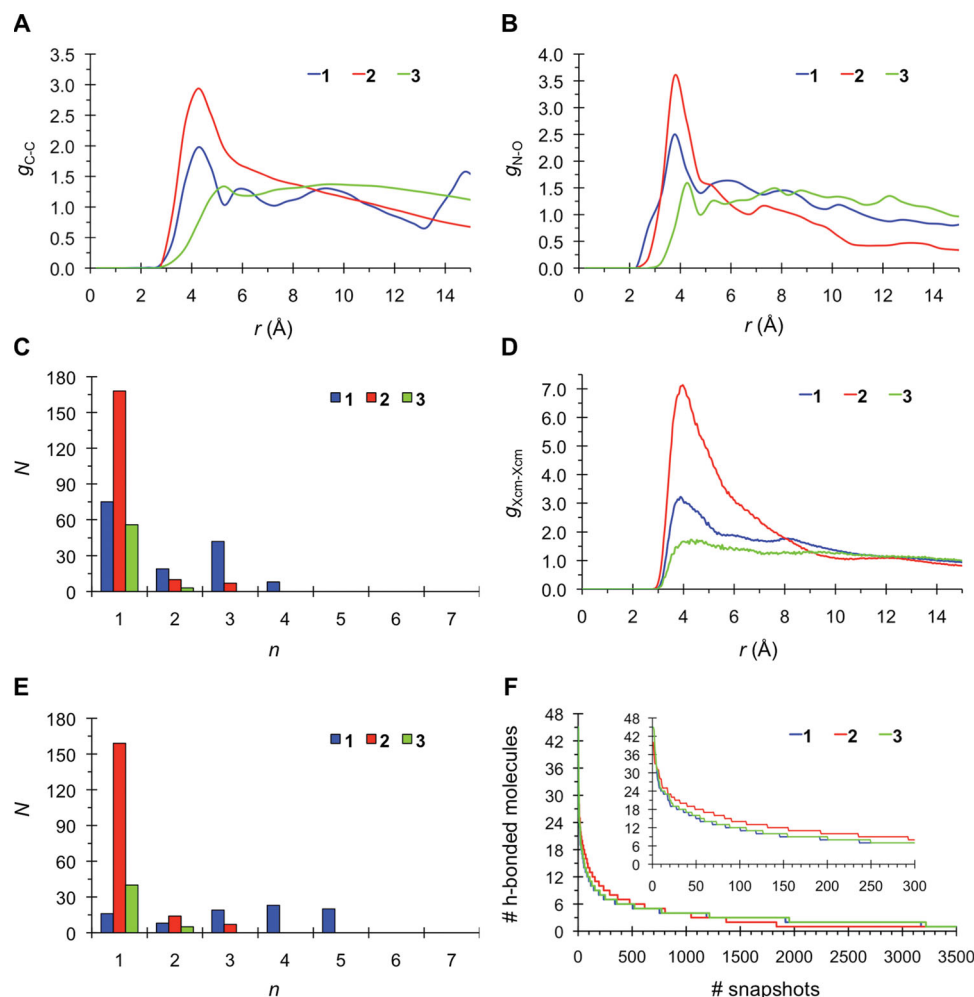 A
3.5
3.0
2.5
2.0
1.5
1.0
0.5
0.0
gC-C
1 2 3
0 2 4 6 8 10 12 14
r (Å)
B
4.0
3.5
3.0
2.5
2.0
1.5
1.0
0.5
0.0
gN-O
1 2 3
0 2 4 6 8 10 12 14
r (Å)
C
180
150
120
90
60
30
0
N
1 2 3
1 2 3 4 5 6 7
n
D
7.0
6.0
5.0
4.0
3.0
2.0
1.0
0.0
gXcm-Xcm
1 2 3
0 2 4 6 8 10 12 14
r (Å)
E
180
150
120
90
60
30
0
N
1 2 3
1 2 3 4 5 6 7
n
F
48
42
36
30
24
18
12
6
0
# h-bonded molecules
48
42
36
30
24
18
12
6
0
1 2 3
0 50 100 150 200 250 300
0 500 1000 1500 2000 2500 3000 3500
# snapshots